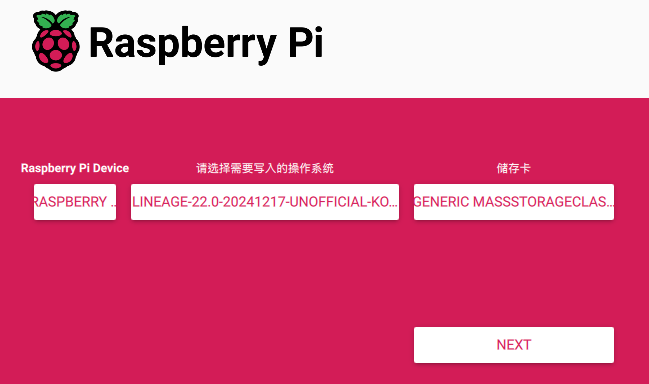 Raspberry Pi
Raspberry Pi Device
请选择需要写入的操作系统
储存卡
RASPBERRY ...
LINEAGE-22.0-20241217-UNOFFICIAL-KO...
GENERIC MASSSTORAGECLAS...
NEXT